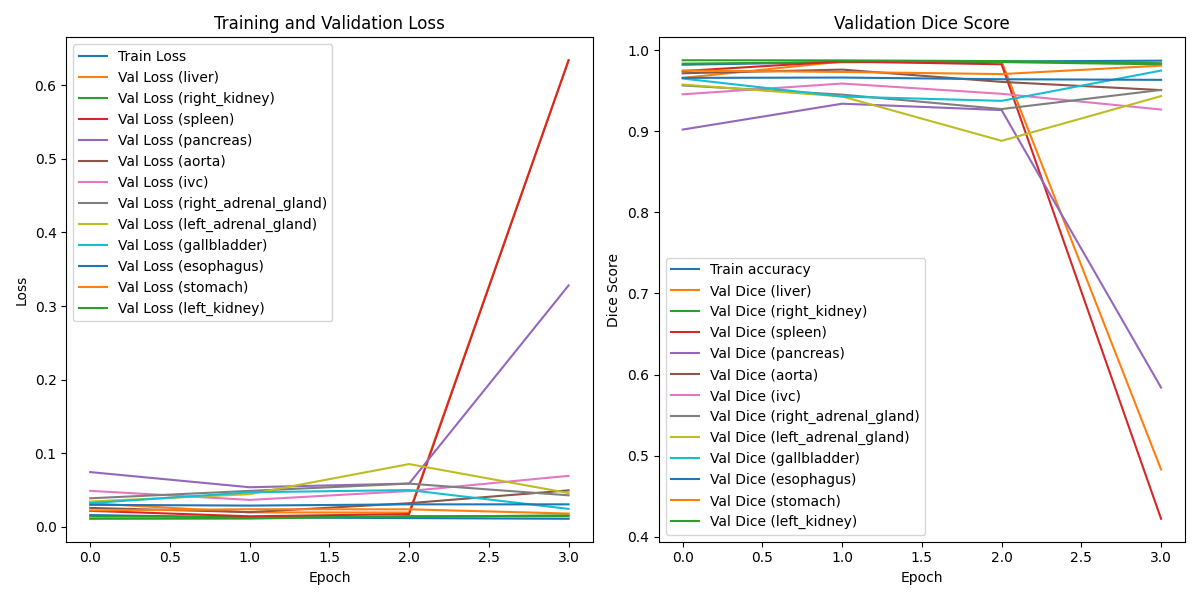 Training and Validation Loss
Loss
0.6
0.5
0.4
0.3
0.2
0.1
0.0
Train Loss
Val Loss (liver)
Val Loss (right_kidney)
Val Loss (spleen)
Val Loss (pancreas)
Val Loss (aorta)
Val Loss (ivc)
Val Loss (right_adrenal_gland)
Val Loss (left_adrenal_gland)
Val Loss (gallbladder)
Val Loss (esophagus)
Val Loss (stomach)
Val Loss (left_kidney)
0.0 0.5 1.0 1.5 2.0 2.5 3.0
Epoch
Validation Dice Score
Dice Score
1.0
0.9
0.8
0.7
0.6
0.5
0.4
Train accuracy
Val Dice (liver)
Val Dice (right_kidney)
Val Dice (spleen)
Val Dice (pancreas)
Val Dice (aorta)
Val Dice (ivc)
Val Dice (right_adrenal_gland)
Val Dice (left_adrenal_gland)
Val Dice (gallbladder)
Val Dice (esophagus)
Val Dice (stomach)
Val Dice (left_kidney)
0.0 0.5 1.0 1.5 2.0 2.5 3.0
Epoch